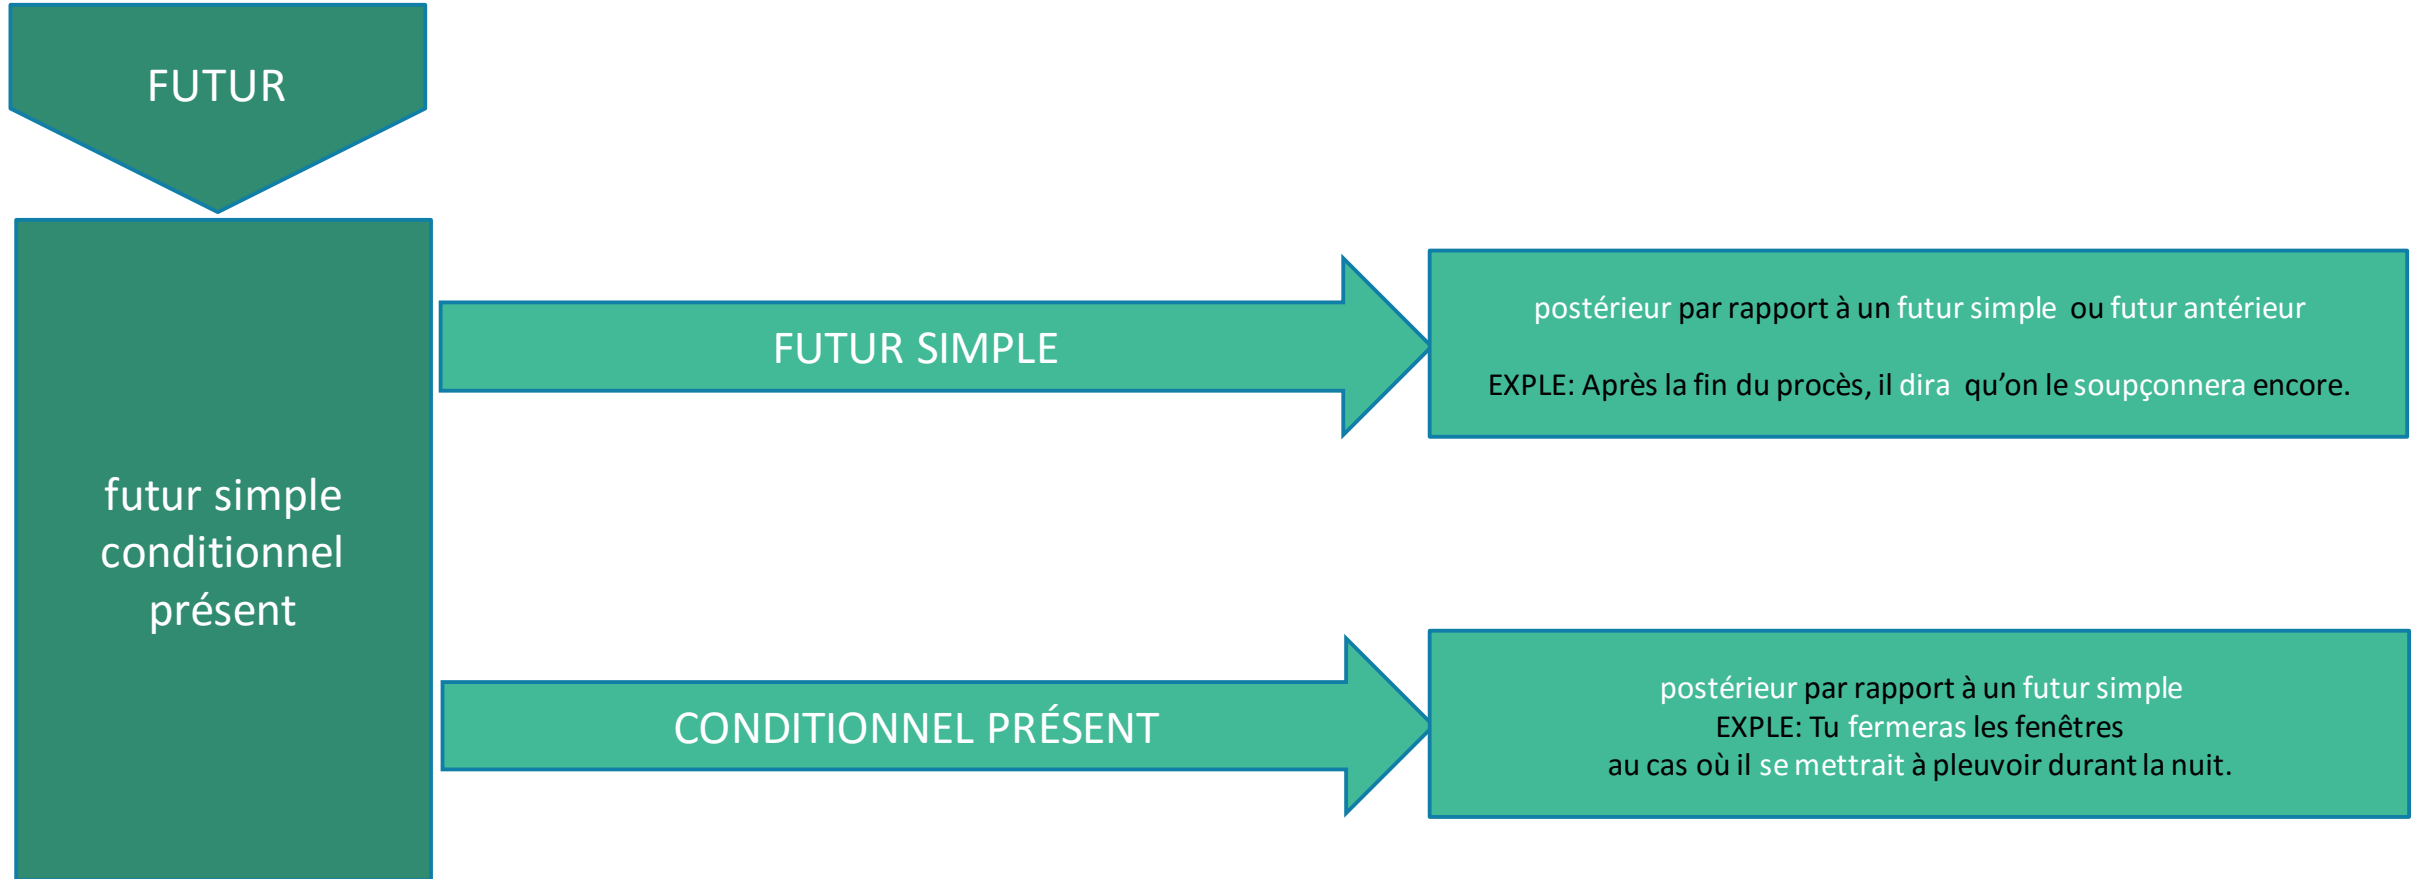 FUTUR
futur simple
conditionnel
présent
FUTUR SIMPLE
postérieur par rapport à un futur simple ou futur antérieur
EXPLE: Après la fin du procès, il dira qu’on le soupçonnera encore.
CONDITIONNEL PRÉSENT
postérieur par rapport à un futur simple
EXPLE: Tu fermeras les fenêtres
au cas où il se mettrait à pleuvoir durant la nuit.